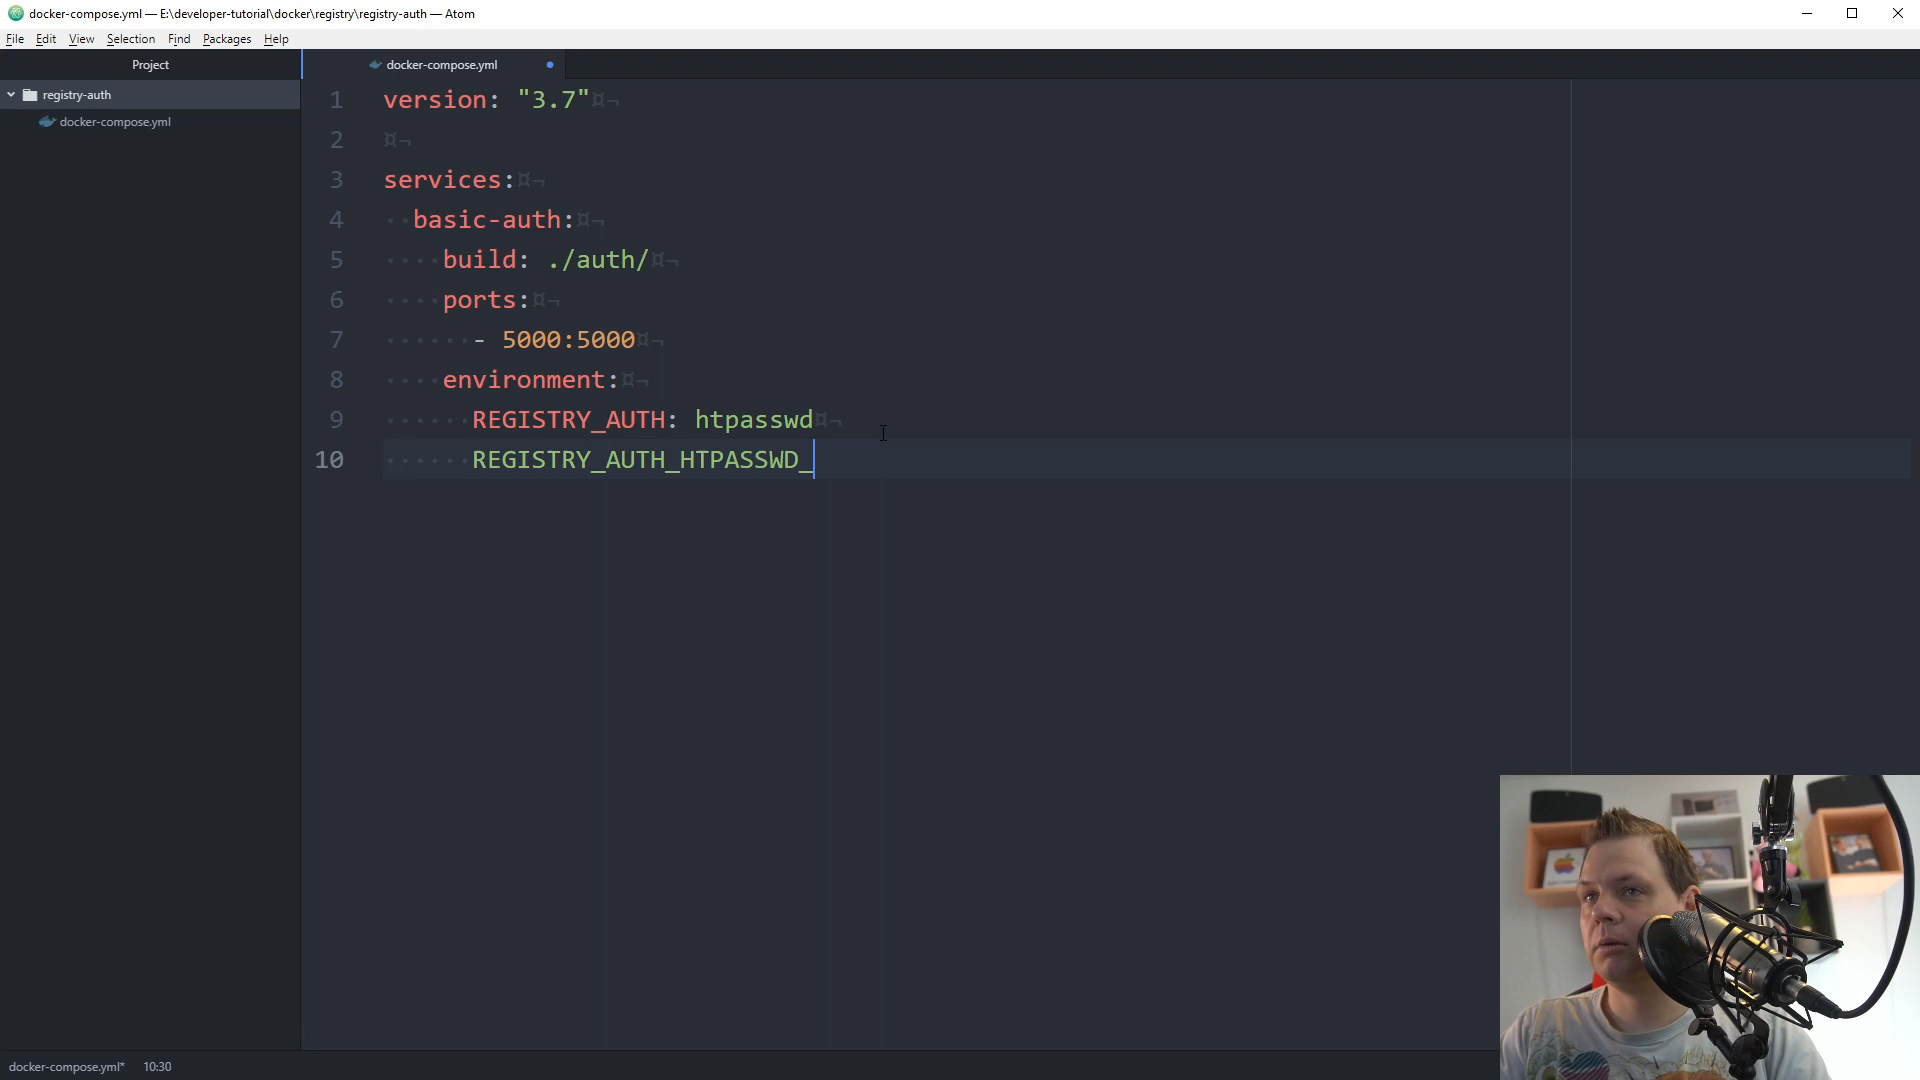 docker-compose.yml — E:\developer-tutorial\docker\registry\registry-auth — Atom
File Edit View Selection Find Packages Help
Project
docker-compose.yml
registry-auth
docker-compose.yml
1 version: "3.7"¤¬
2 ¤¬
3 services:¤¬
4 ··basic-auth:¤¬
5 ····build: ./auth/¤¬
6 ····ports:¤¬
7 ······- 5000:5000¤¬
8 ····environment:¤¬
9 ······REGISTRY_AUTH: htpasswd¤¬
10 ······REGISTRY_AUTH_HTPASSWD_
docker-compose.yml* 10:30